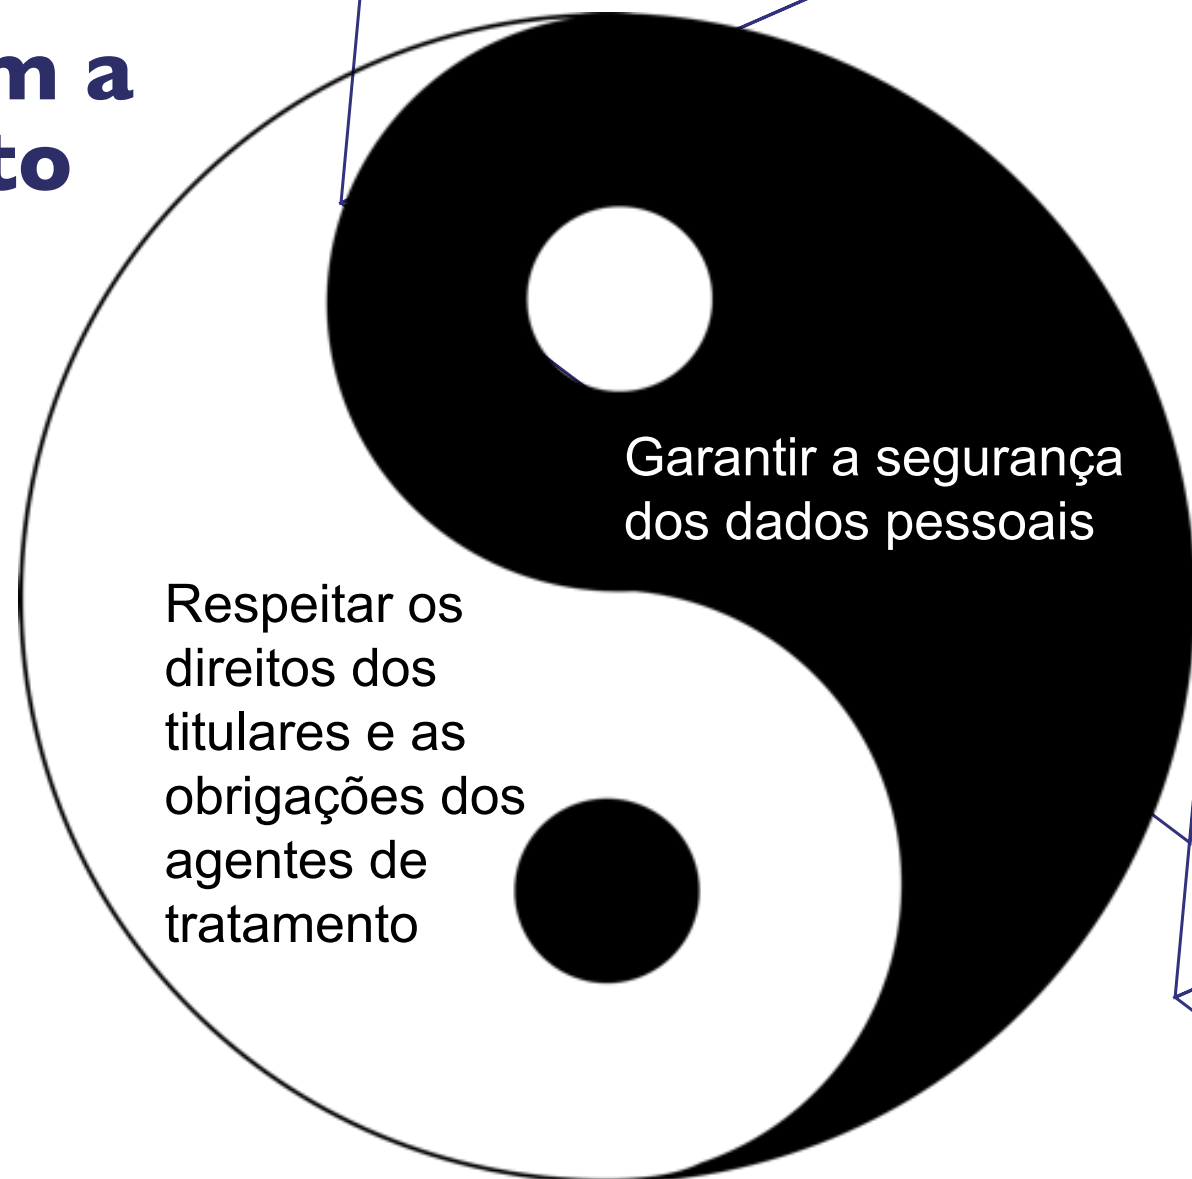 m a
to
Garantir a segurança
dos dados pessoais
Respeitar os
direitos dos
titulares e as
obrigações dos
agentes de
tratamento